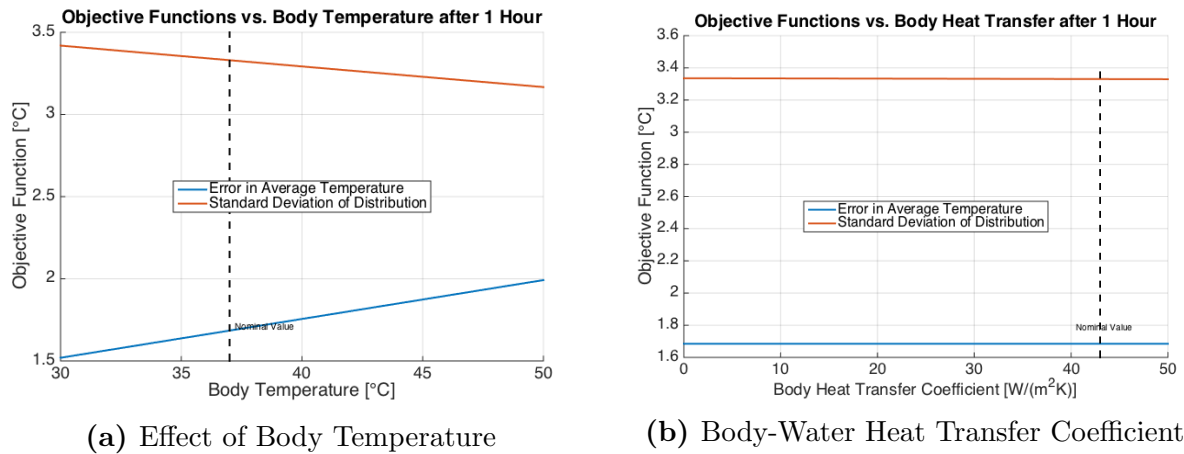 Objective Functions vs. Body Temperature after 1 Hour
3.5
3
2.5
2
1.5
Objective Function [°C]
Error in Average Temperature
Standard Deviation of Distribution
Nominal Value
30
35
40
45
50
Body Temperature [°C]
(a) Effect of Body Temperature
Objective Functions vs. Body Heat Transfer after 1 Hour
3.6
3.4
3.2
3
2.8
2.6
2.4
2.2
2
1.8
1.6
Objective Function [°C]
Error in Average Temperature
Standard Deviation of Distribution
Nominal Value
0
10
20
30
40
50
Body Heat Transfer Coefficient [W/(m²K)]
(b) Body-Water Heat Transfer Coefficient